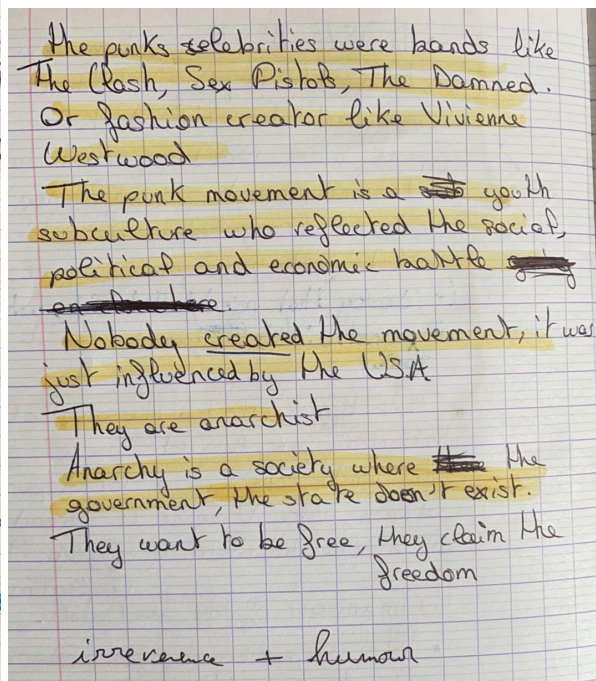 the punks celebrities were bands like
The Clash, Sex Pistols, The Damned.
Or fashion creator like Vivienne
Westwood
The punk movement is a youth
subculture who reflected the social,
political and economic battle
Nobody created the movement, it was
just influenced by the USA
They are anarchist
Anarchy is a society where the
government, the state doesn't exist.
They want to be free, they claim the
freedom
irreverence + humour